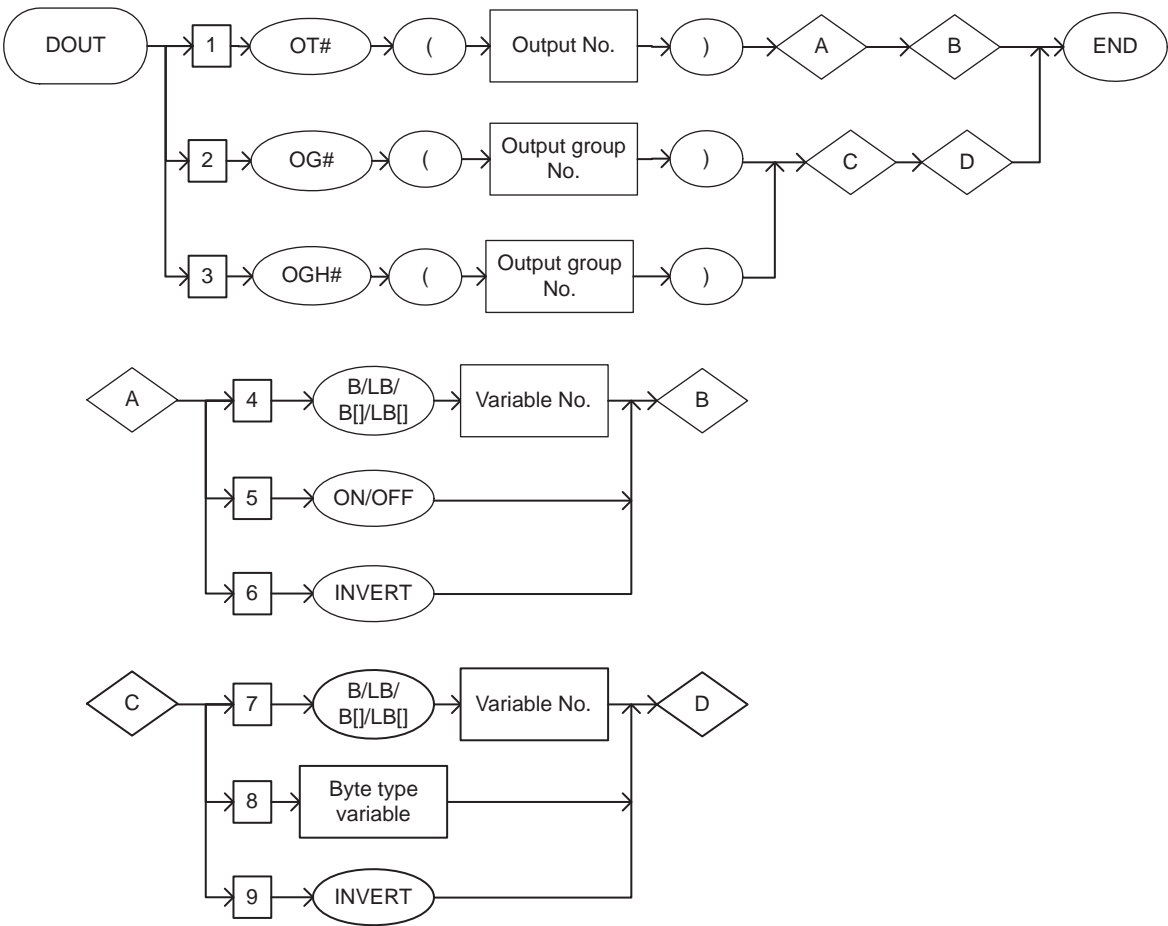 DOUT
1
OT#
(
Output No.
)
A
B
END
2
OG#
(
Output group
No.
)
C
D
3
OGH#
(
Output group
No.
)
A
4
B/LB/
B[]/LB[]
Variable No.
B
5
ON/OFF
6
INVERT
C
7
B/LB/
B[]/LB[]
Variable No.
D
8
Byte type
variable
9
INVERT